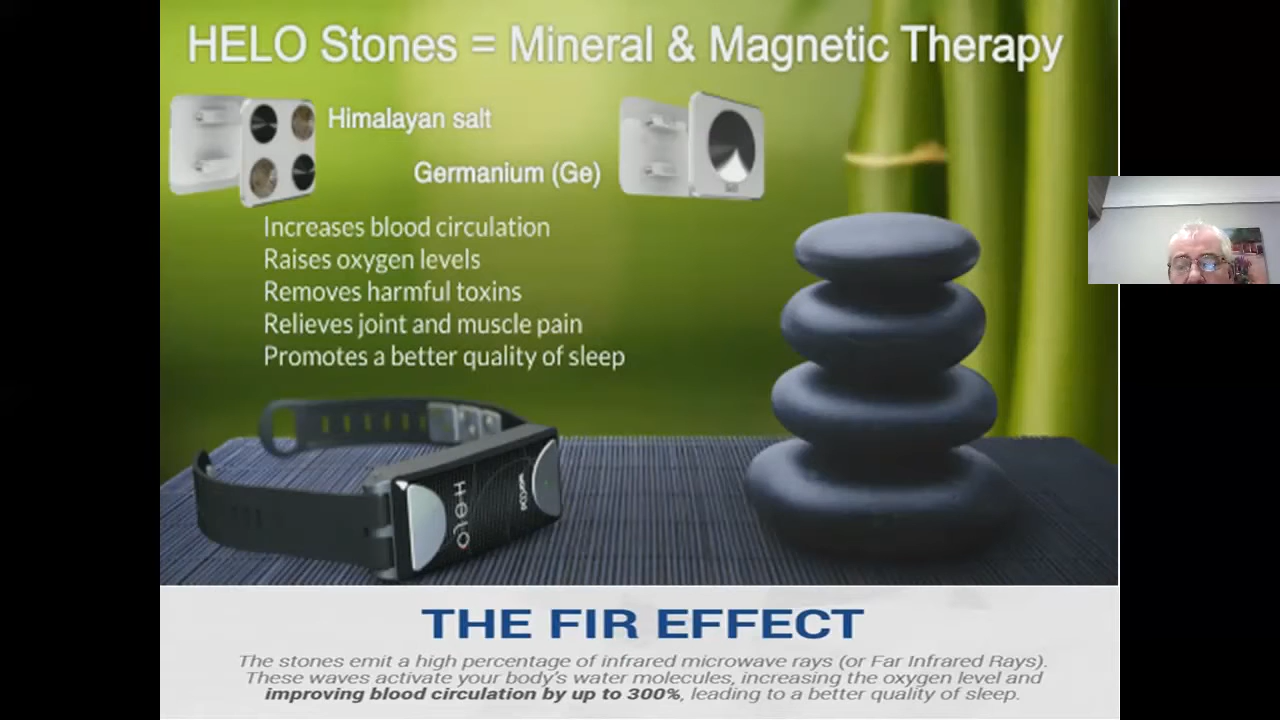 HELO Stones = Mineral & Magnetic Therapy
Himalayan salt
Germanium (Ge)
Increases blood circulation
Raises oxygen levels
Removes harmful toxins
Relieves joint and muscle pain
Promotes a better quality of sleep
HELO
THE FIR EFFECT
The stones emit a high percentage of infrared microwave rays (or Far Infrared Rays).
These waves activate your body's water molecules, increasing the oxygen level and
improving blood circulation by up to 300%, leading to a better quality of sleep.